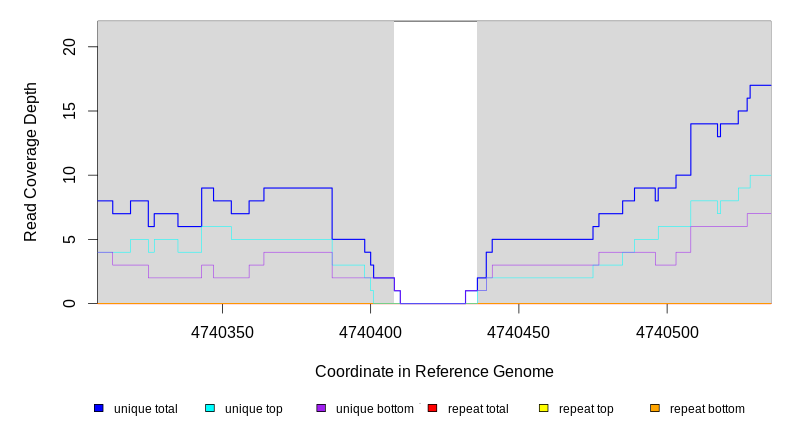 20
15
10
5
0
Read Coverage Depth
4740350 4740400 4740450 4740500
Coordinate in Reference Genome
unique total unique top unique bottom repeat total repeat top repeat bottom